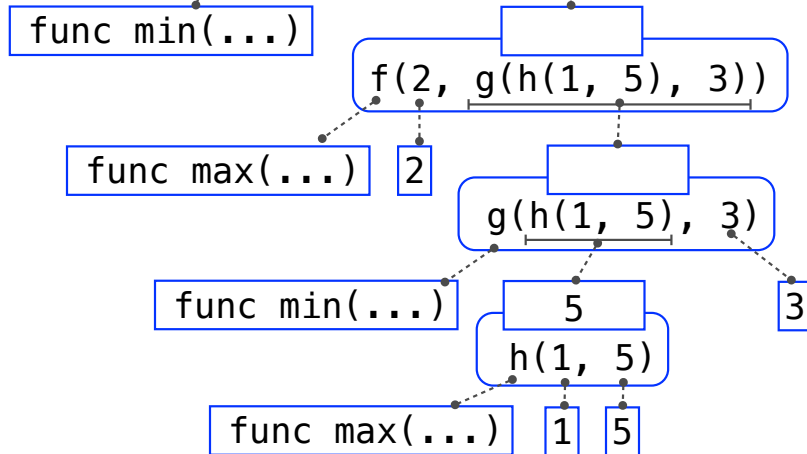 func min(...)
f(2, g(h(1, 5), 3))
func max(...)
2
g(h(1, 5), 3)
func min(...)
5
3
h(1, 5)
func max(...)
1
5